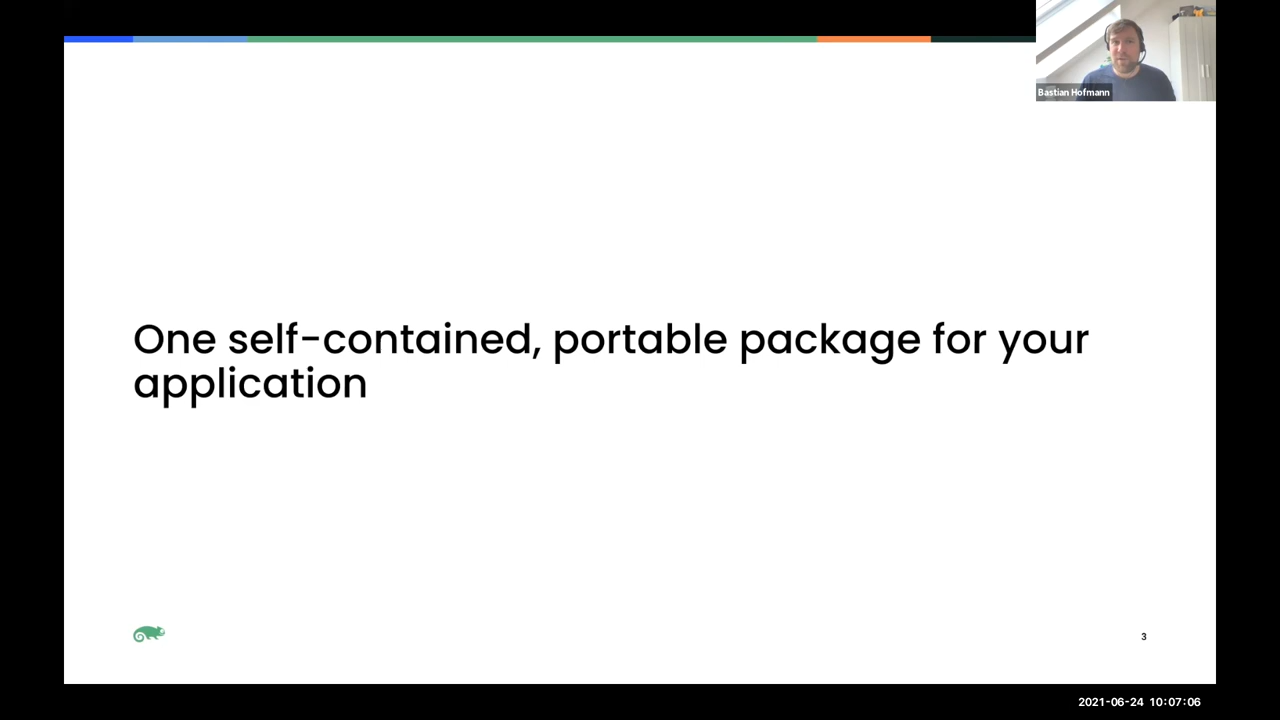 Bastian Hofmann
One self-contained, portable package for your
application
3
2021-06-24 10:07:06